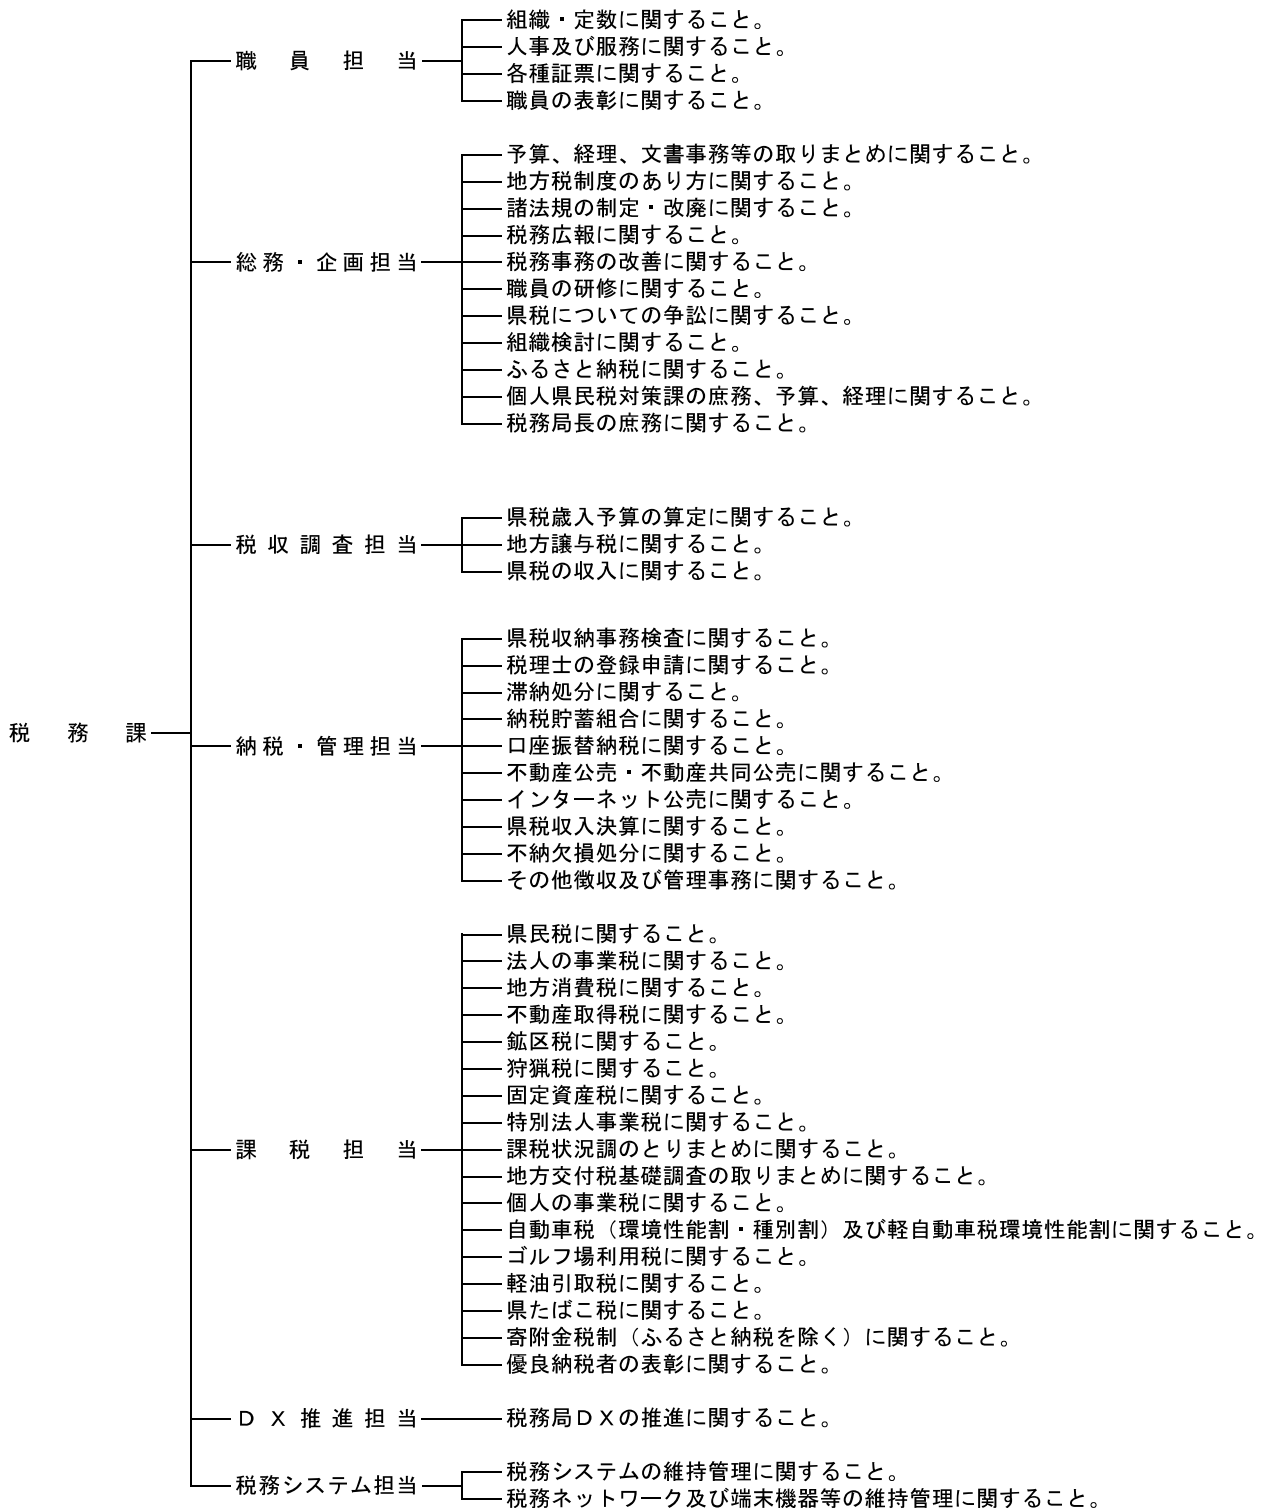 税務課
職員担当
組織・定数に関すること。
人事及び服務に関すること。
各種証票に関すること。
職員の表彰に関すること。
総務・企画担当
予算、経理、文書事務等の取りまとめに関すること。
地方税制度のあり方に関すること。
諸法規の制定・改廃に関すること。
税務広報に関すること。
税務事務の改善に関すること。
職員の研修に関すること。
県税についての争訟に関すること。
組織検討に関すること。
ふるさと納税に関すること。
個人県民税対策課の庶務、予算、経理に関すること。
税務局長の庶務に関すること。
税収調査担当
県税歳入予算の算定に関すること。
地方譲与税に関すること。
県税の収入に関すること。
納税・管理担当
県税収納事務検査に関すること。
税理士の登録申請に関すること。
滞納処分に関すること。
納税貯蓄組合に関すること。
口座振替納税に関すること。
不動産公売・不動産共同公売に関すること。
インターネット公売に関すること。
県税収入決算に関すること。
不納欠損処分に関すること。
その他徴収及び管理事務に関すること。
課税担当
県民税に関すること。
法人の事業税に関すること。
地方消費税に関すること。
不動産取得税に関すること。
鉱区税に関すること。
狩猟税に関すること。
固定資産税に関すること。
特別法人事業税に関すること。
課税状況調のとりまとめに関すること。
地方交付税基礎調査の取りまとめに関すること。
個人の事業税に関すること。
自動車税（環境性能割・種別割）及び軽自動車税環境性能割に関すること。
ゴルフ場利用税に関すること。
軽油引取税に関すること。
県たばこ税に関すること。
寄附金税制（ふるさと納税を除く）に関すること。
優良納税者の表彰に関すること。
ＤＸ推進担当
税務局ＤＸの推進に関すること。
税務システム担当
税務システムの維持管理に関すること。
税務ネットワーク及び端末機器等の維持管理に関すること。